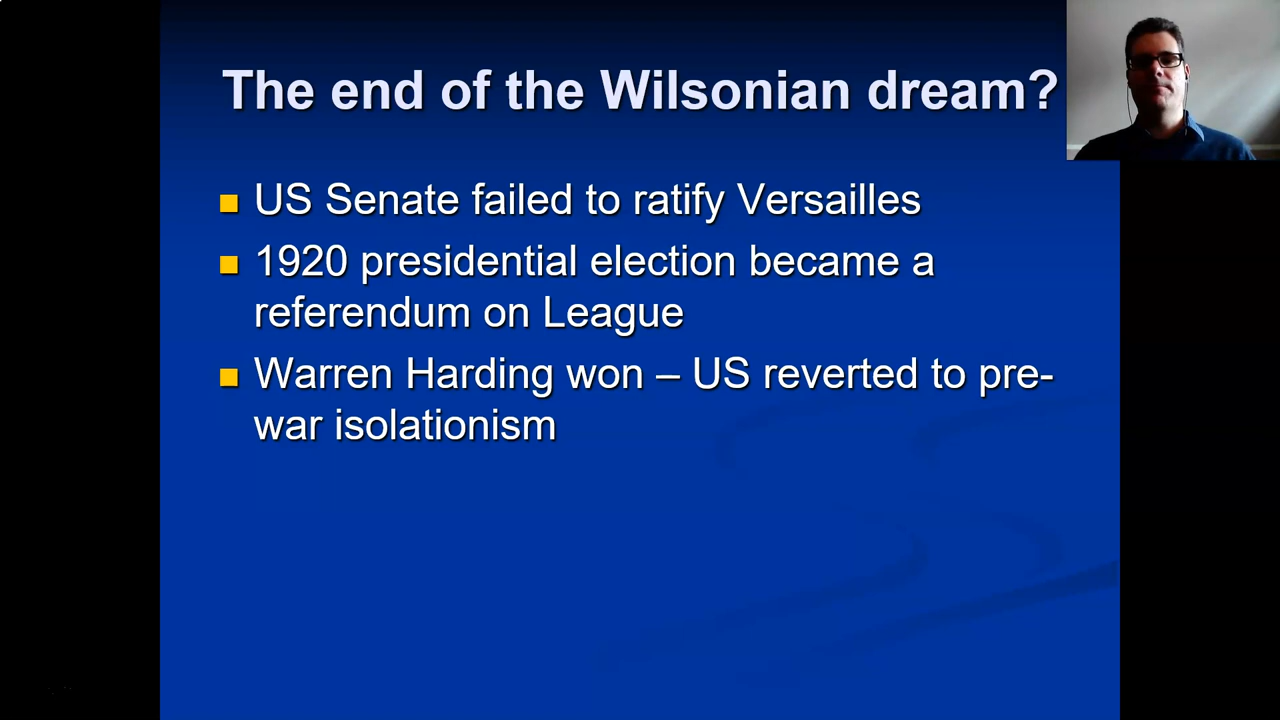 The end of the Wilsonian dream?
US Senate failed to ratify Versailles
1920 presidential election became a
referendum on League
Warren Harding won – US reverted to pre-
war isolationism